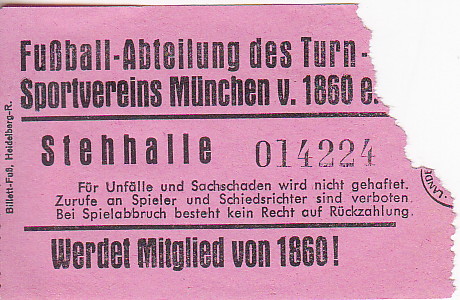 Fußball-Abteilung des Turn-
Sportvereins München v. 1860 e.
Stehhalle 014224
Für Unfälle und Sachschaden wird nicht gehaftet.
Zurufe an Spieler und Schiedsrichter sind verboten.
Bei Spielabbruch besteht kein Recht auf Rückzahlung.
Werdet Mitglied von 1860!
Billett-Fuß, Heidelberg-R.